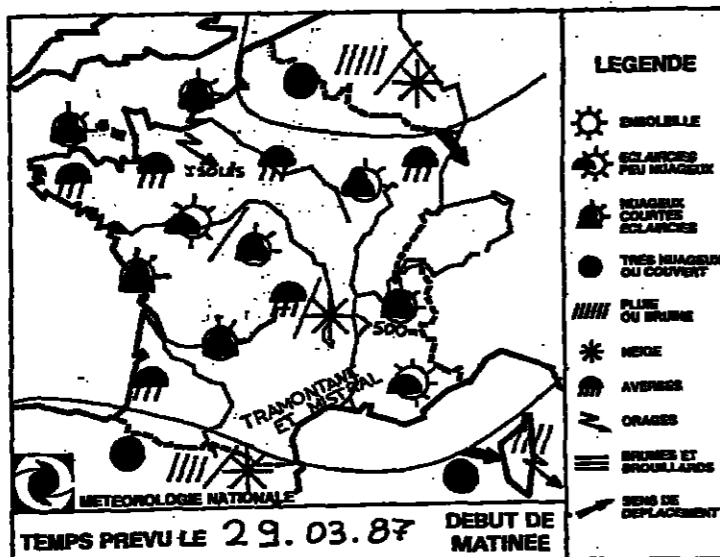 ISOLÉS
500m
TRAMONTANE
ET MISTRAL
METEOROLOGIE NATIONALE
TEMPS PREVU LE 29.03.87 DEBUT DE
MATINEE
LEGENDE
ENSOLEILLE
ECLAIRCIES
PEU NUAGEUX
NUAGEUX
COURTES
ECLAIRCIES
TRÉS NUAGEUX
OU COUVERT
PLUIE
OU BRUINE
NEIGE
AVERSES
ORAGES
BRUMES ET
BROUILLARDS
SENS DE
DEPLACEMENT